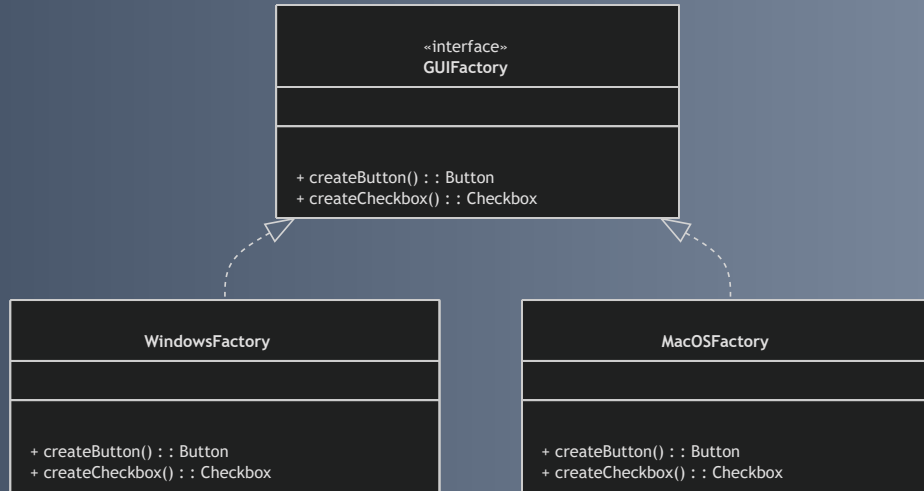 «interface»
GUIFactory
+ createButton() : : Button
+ createCheckbox() : : Checkbox
WindowsFactory
+ createButton() : : Button
+ createCheckbox() : : Checkbox
MacOSFactory
+ createButton() : : Button
+ createCheckbox() : : Checkbox